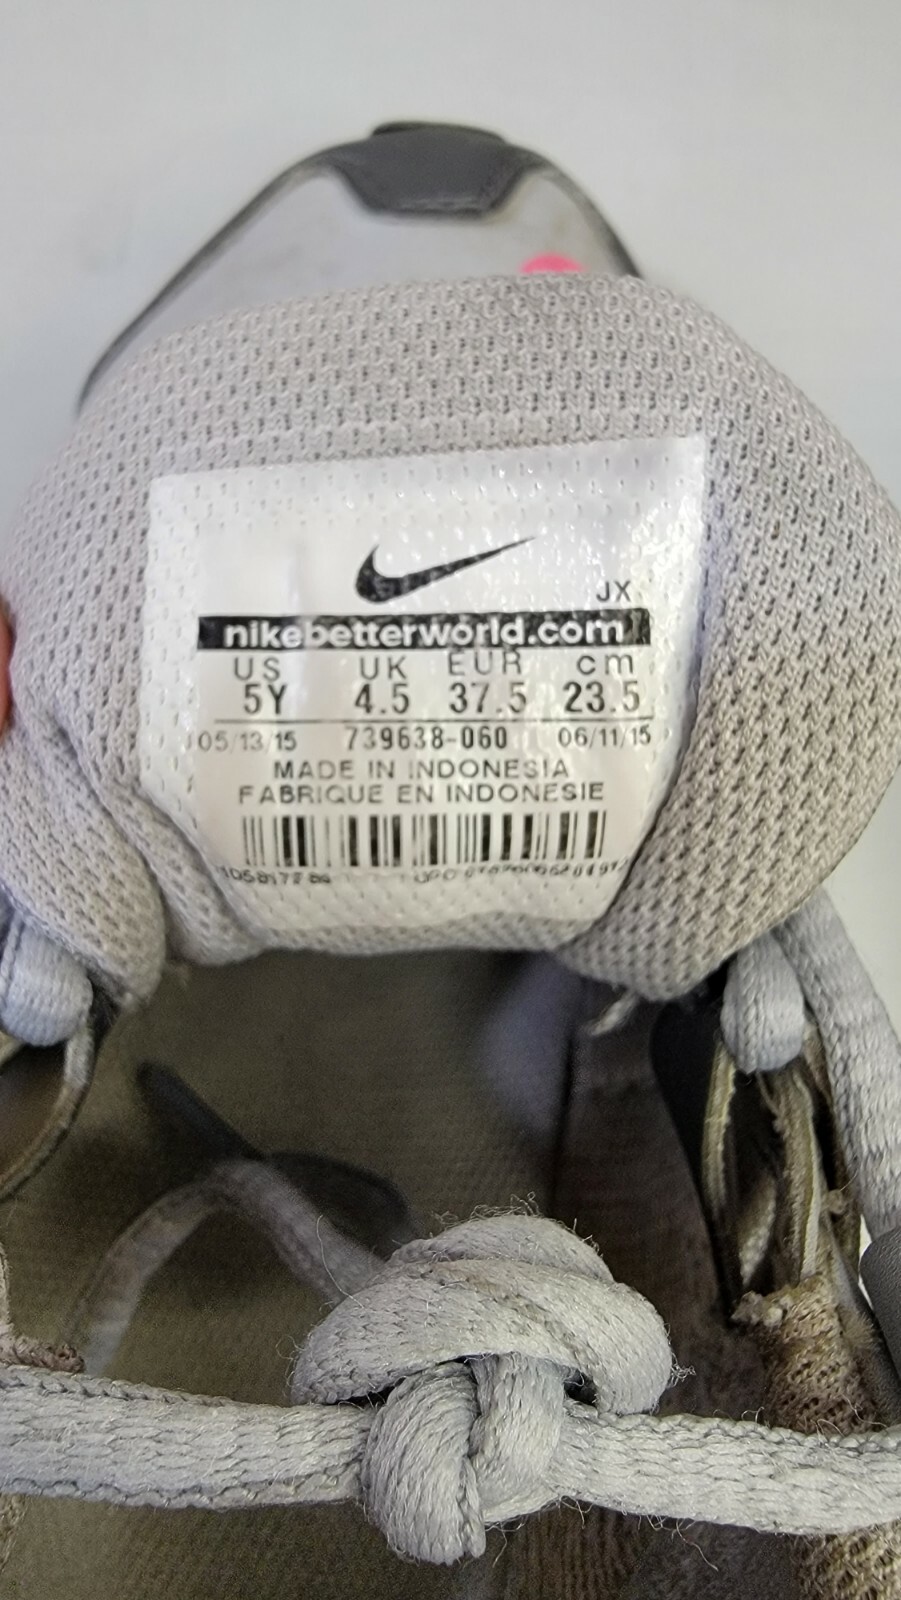 JX
nikebetterworld.com
US UK EUR cm
5Y 4.5 37.5 23.5
05/13/15 739638-060 06/11/15
MADE IN INDONESIA
FABRIQUE EN INDONESIE